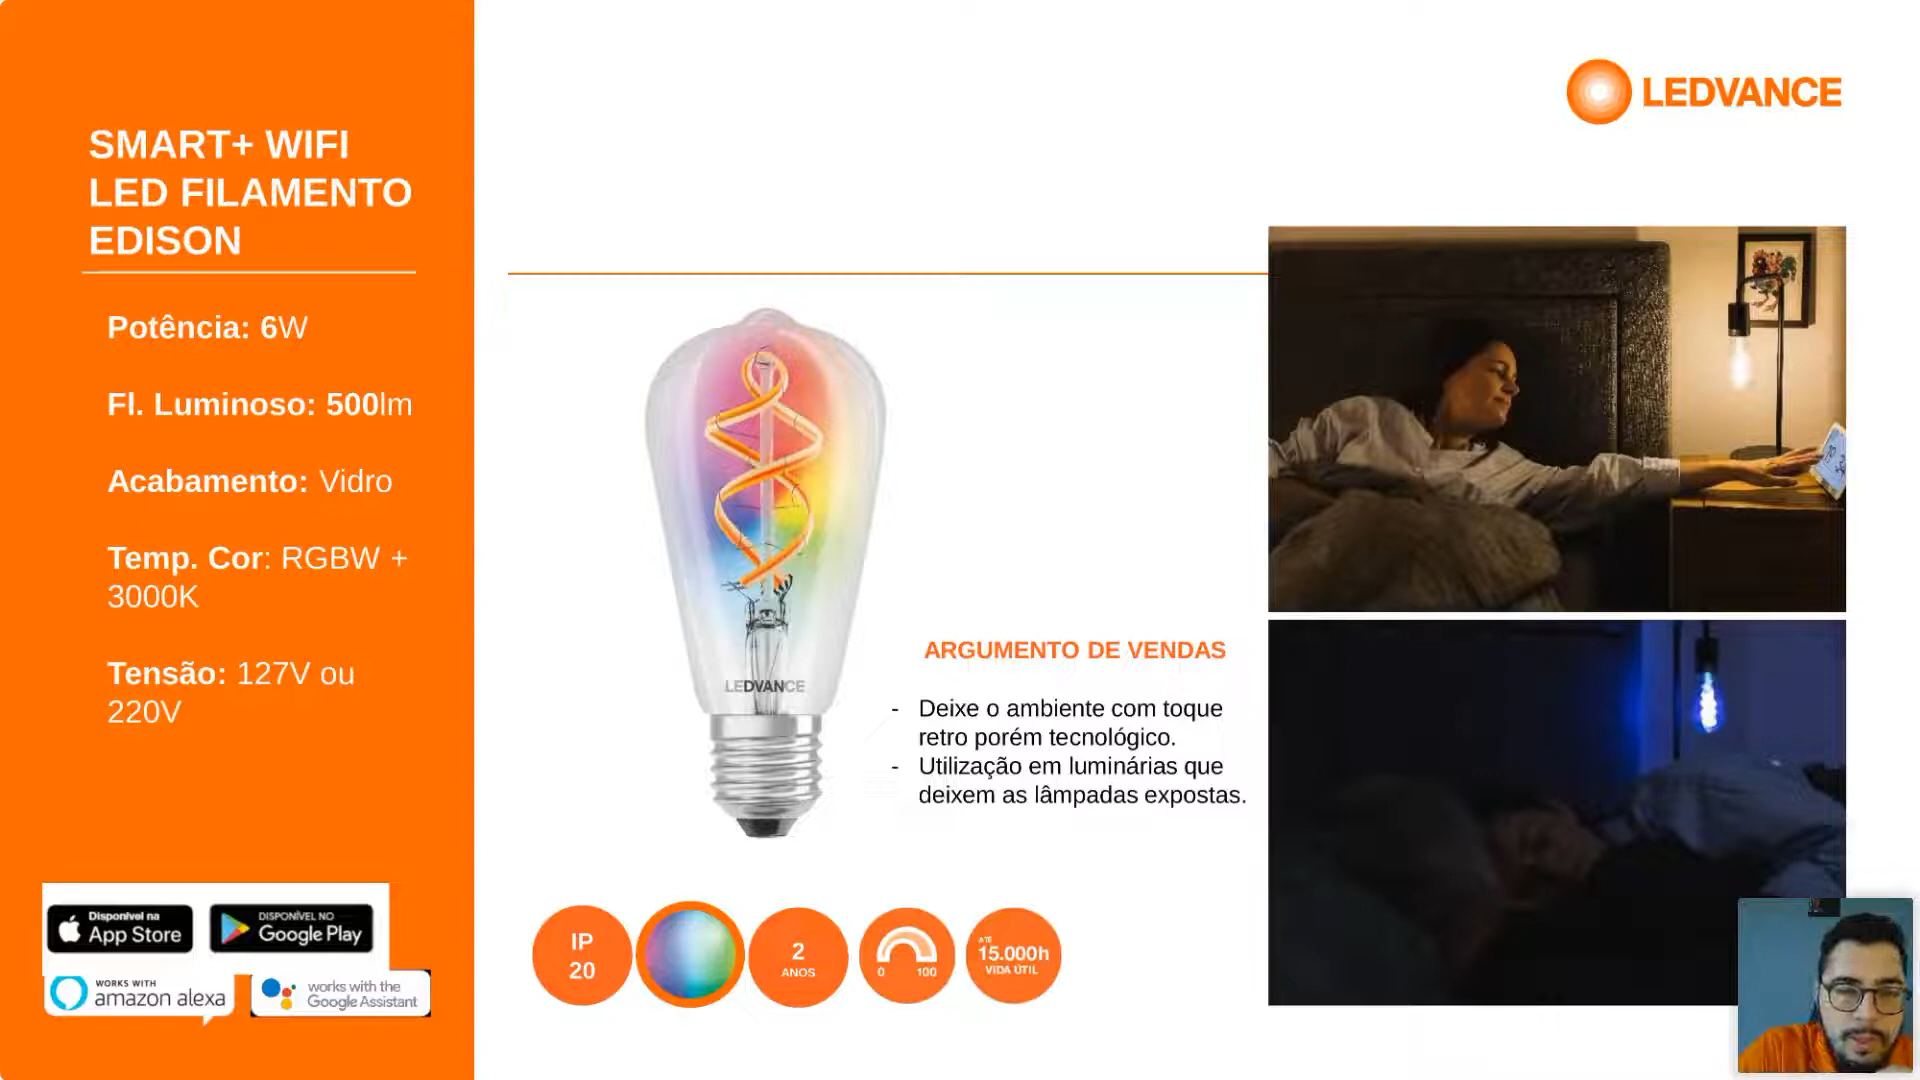 SMART+ WIFI
LED FILAMENTO
EDISON
Potência: 6W
Fl. Luminoso: 500lm
Acabamento: Vidro
Temp. Cor: RGBW +
3000K
Tensão: 127V ou
220V
Disponível na
App Store
DISPONÍVEL NO
Google Play
WORKS WITH
amazon alexa
works with the
Google Assistant
LEDVANCE
LEDVANCE
ARGUMENTO DE VENDAS
- Deixe o ambiente com toque
retro porém tecnológico.
- Utilização em luminárias que
deixem as lâmpadas expostas.
IP
20
2
ANOS
0 100
ATÉ
15.000h
VIDA ÚTIL